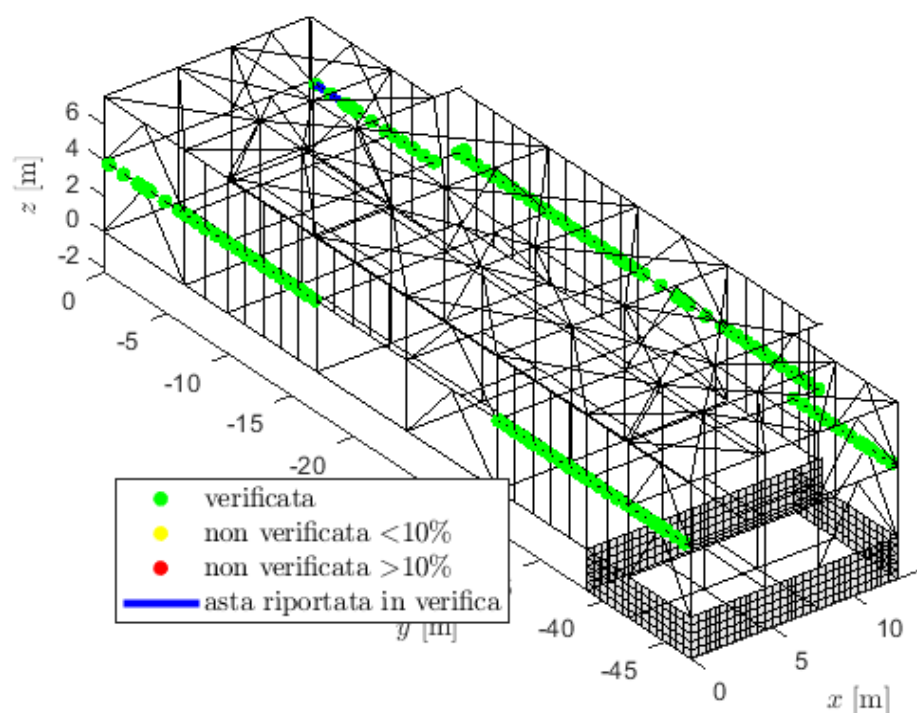 6
4
2
0
-2
z [m]
0
-5
-10
-15
-20
-40
-45
y [m]
0
5
10
x [m]
verificata
non verificata <10%
non verificata >10%
asta riportata in verifica